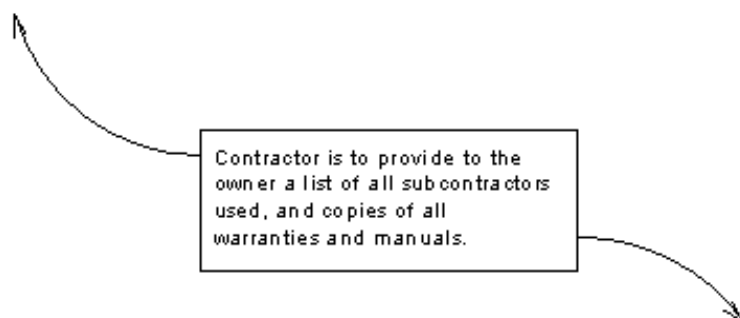 Contractor is to provide to the
owner a list of all subcontractors
used, and copies of all
warranties and manuals.